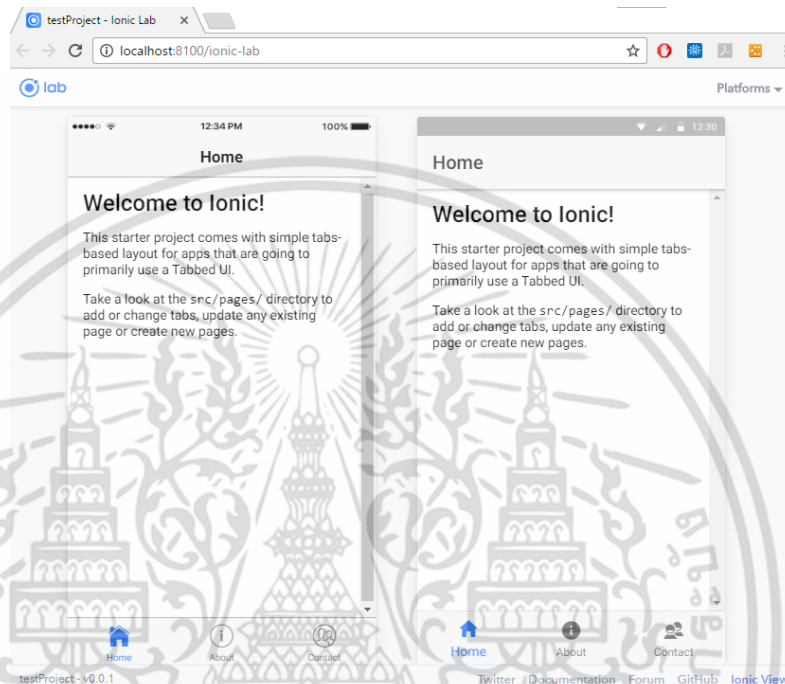 testProject - Ionic Lab
localhost:8100/ionic-lab
lab
Platforms
12:34 PM
100%
Home
Welcome to Ionic!
This starter project comes with simple tabs-
based layout for apps that are going to
primarily use a Tabbed UI.
Take a look at the src/pages/ directory to
add or change tabs, update any existing
page or create new pages.
Home
About
Contact
12:30
Home
Welcome to Ionic!
This starter project comes with simple tabs-
based layout for apps that are going to
primarily use a Tabbed UI.
Take a look at the src/pages/ directory to
add or change tabs, update any existing
page or create new pages.
Home
About
Contact
testProject - v0.0.1
Twitter Documentation Forum GitHub Ionic View